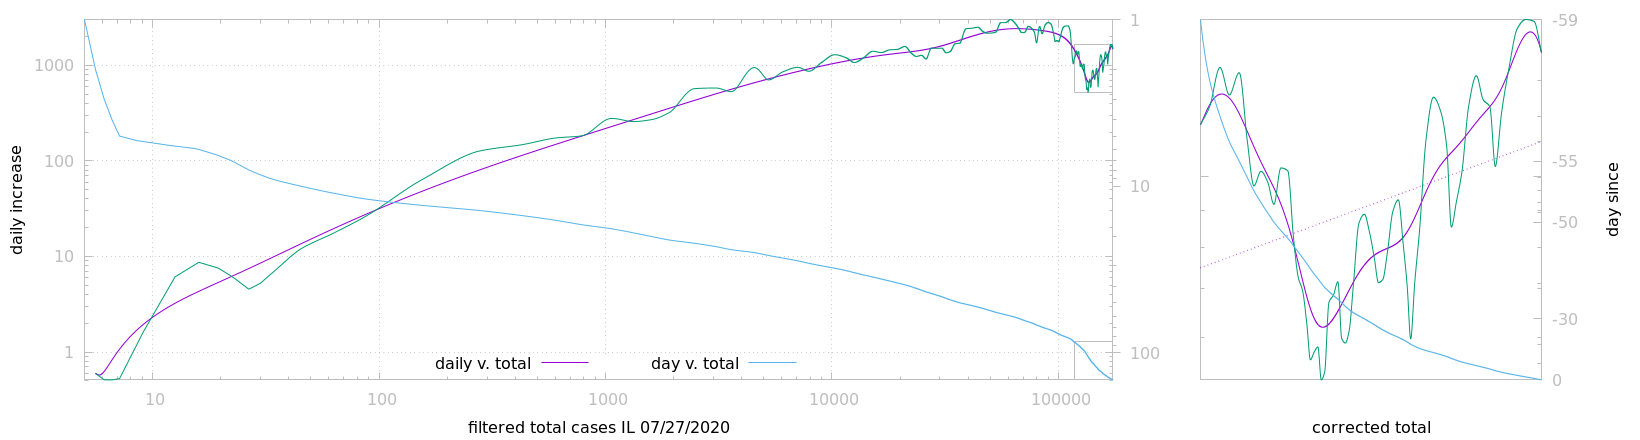 daily increase
1000
100
10
1
daily v. total
day v. total
10
100
1000
10000
100000
filtered total cases IL 07/27/2020
1
10
100
-59
-55
-50
-30
0
day since
corrected total